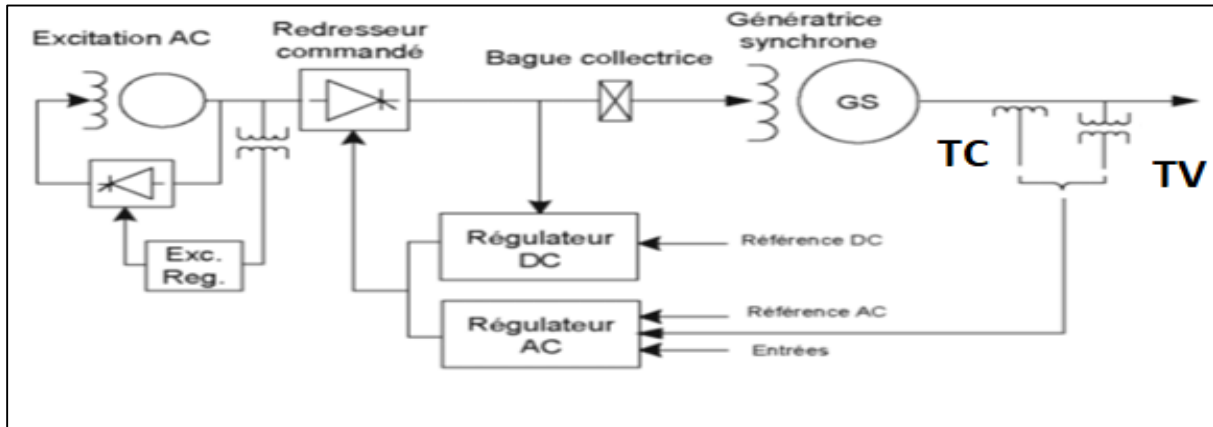 Excitation AC
Redresseur
commandé
Bague collectrice
Génératrice
synchrone
GS
TC
TV
Exc.
Reg.
Régulateur
DC
Référence DC
Régulateur
AC
Référence AC
Entrées